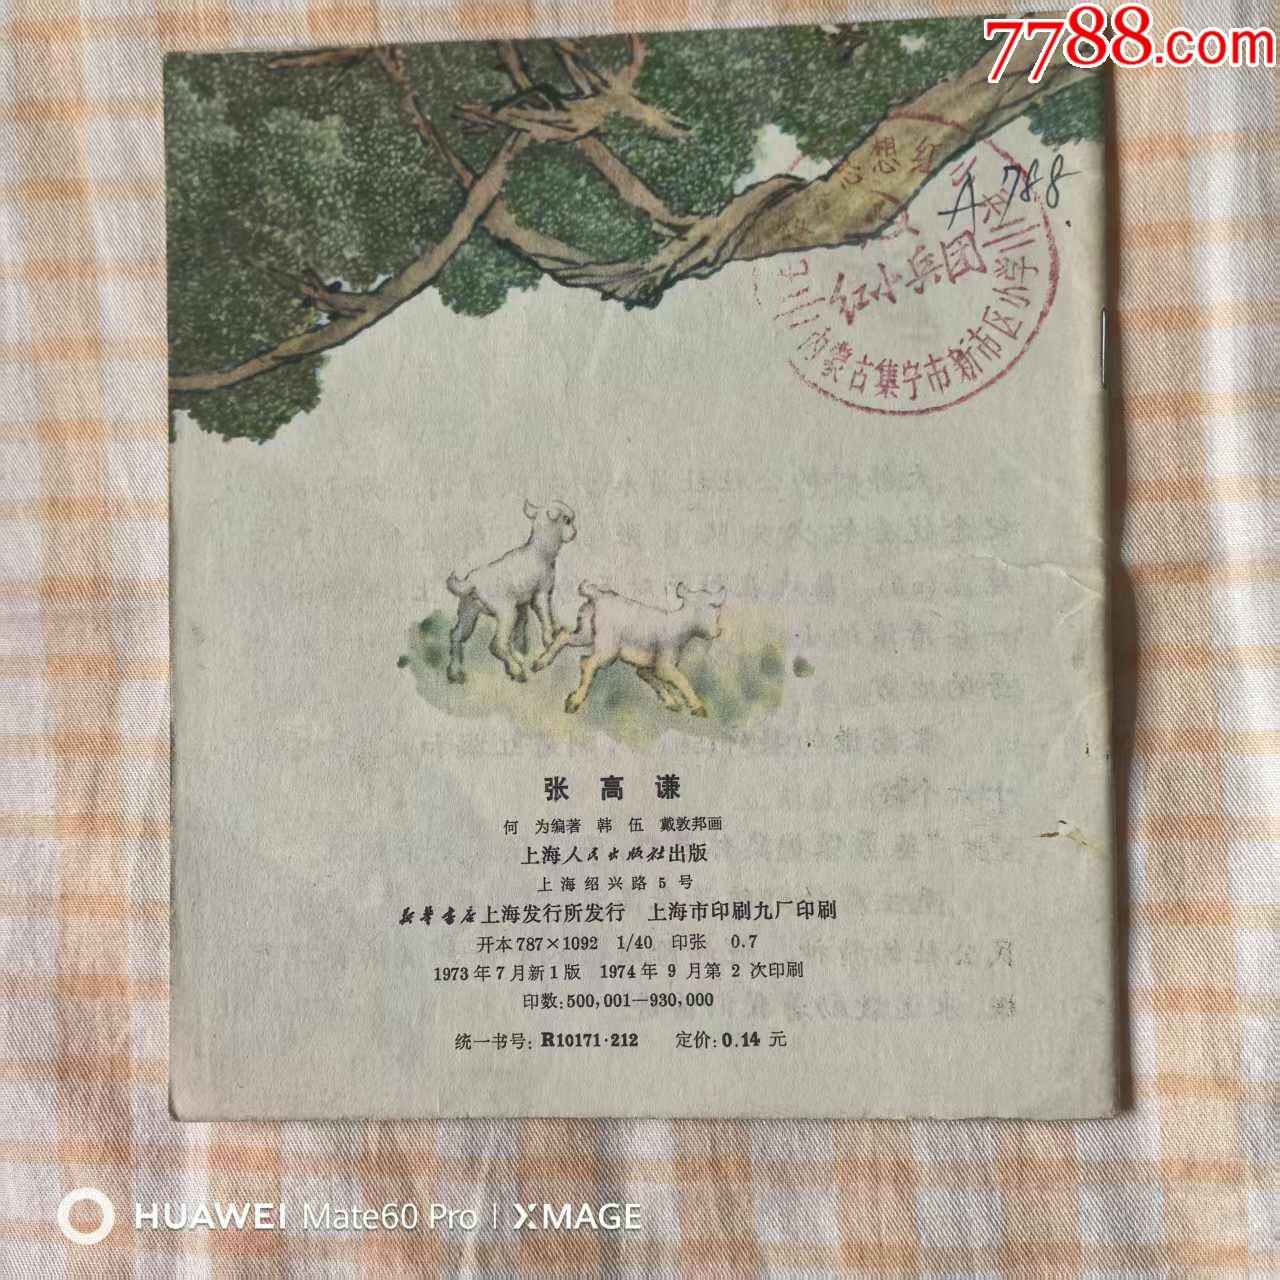 7788.com
A 788
红小兵团
内蒙古集宁市新市区小学
张高谦
何 为编著 韩 伍 戴敦邦画
上海人民出版社出版
上海绍兴路5号
新华书店上海发行所发行 上海市印刷九厂印刷
开本787×1092 1/40 印张 0.7
1973年7月新1版 1974年9月第2次印刷
印数:500,001—930,000
统一书号: R10171·212 定价:0.14 元
HUAWEI Mate60 Pro | XMAGE